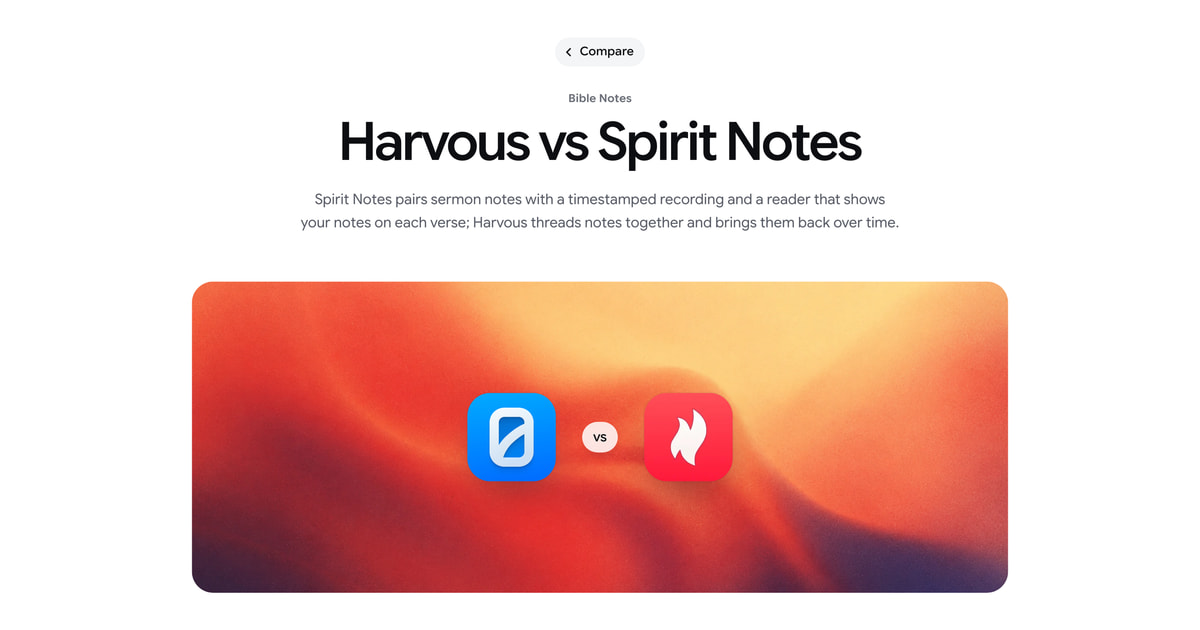 Compare
Bible Notes
Harvous vs Spirit Notes
Spirit Notes pairs sermon notes with a timestamped recording and a reader that shows
your notes on each verse; Harvous threads notes together and brings them back over time.
vs